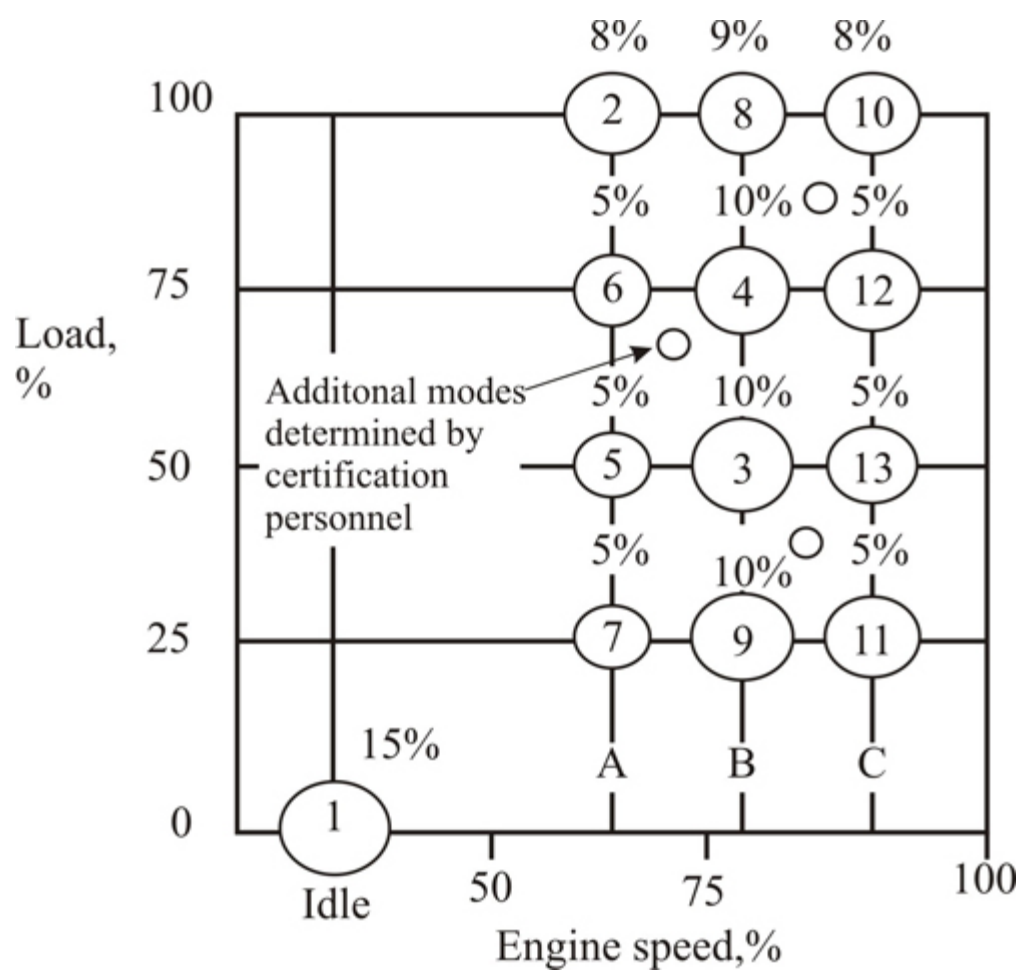 8% 9% 8%
100 2 8 10
5% 10% 5%
75 6 4 12
Load,
%
Additonal modes
determined by
certification
personnel
5% 10% 5%
50 5 3 13
5% 10% 5%
25 7 9 11
15%
A B C
0 1
Idle
50 75 100
Engine speed,%